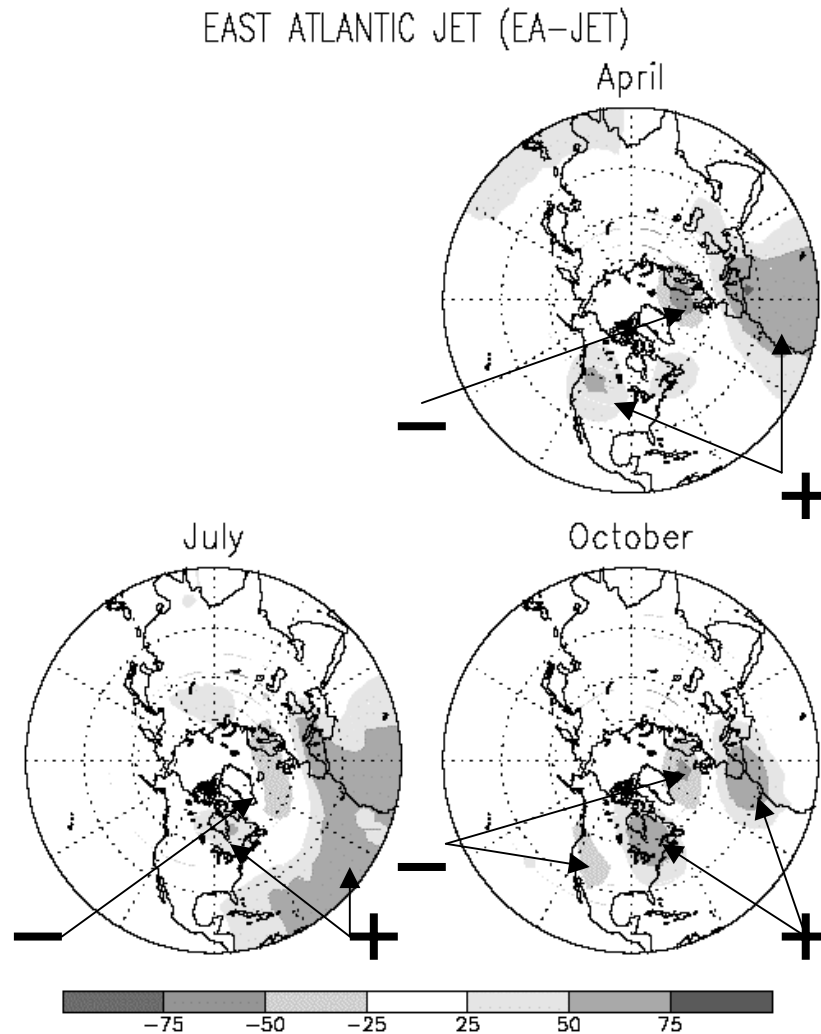 EAST ATLANTIC JET (EA-JET)
April
− +
July October
− − + +
-75 -50 -25 25 50 75